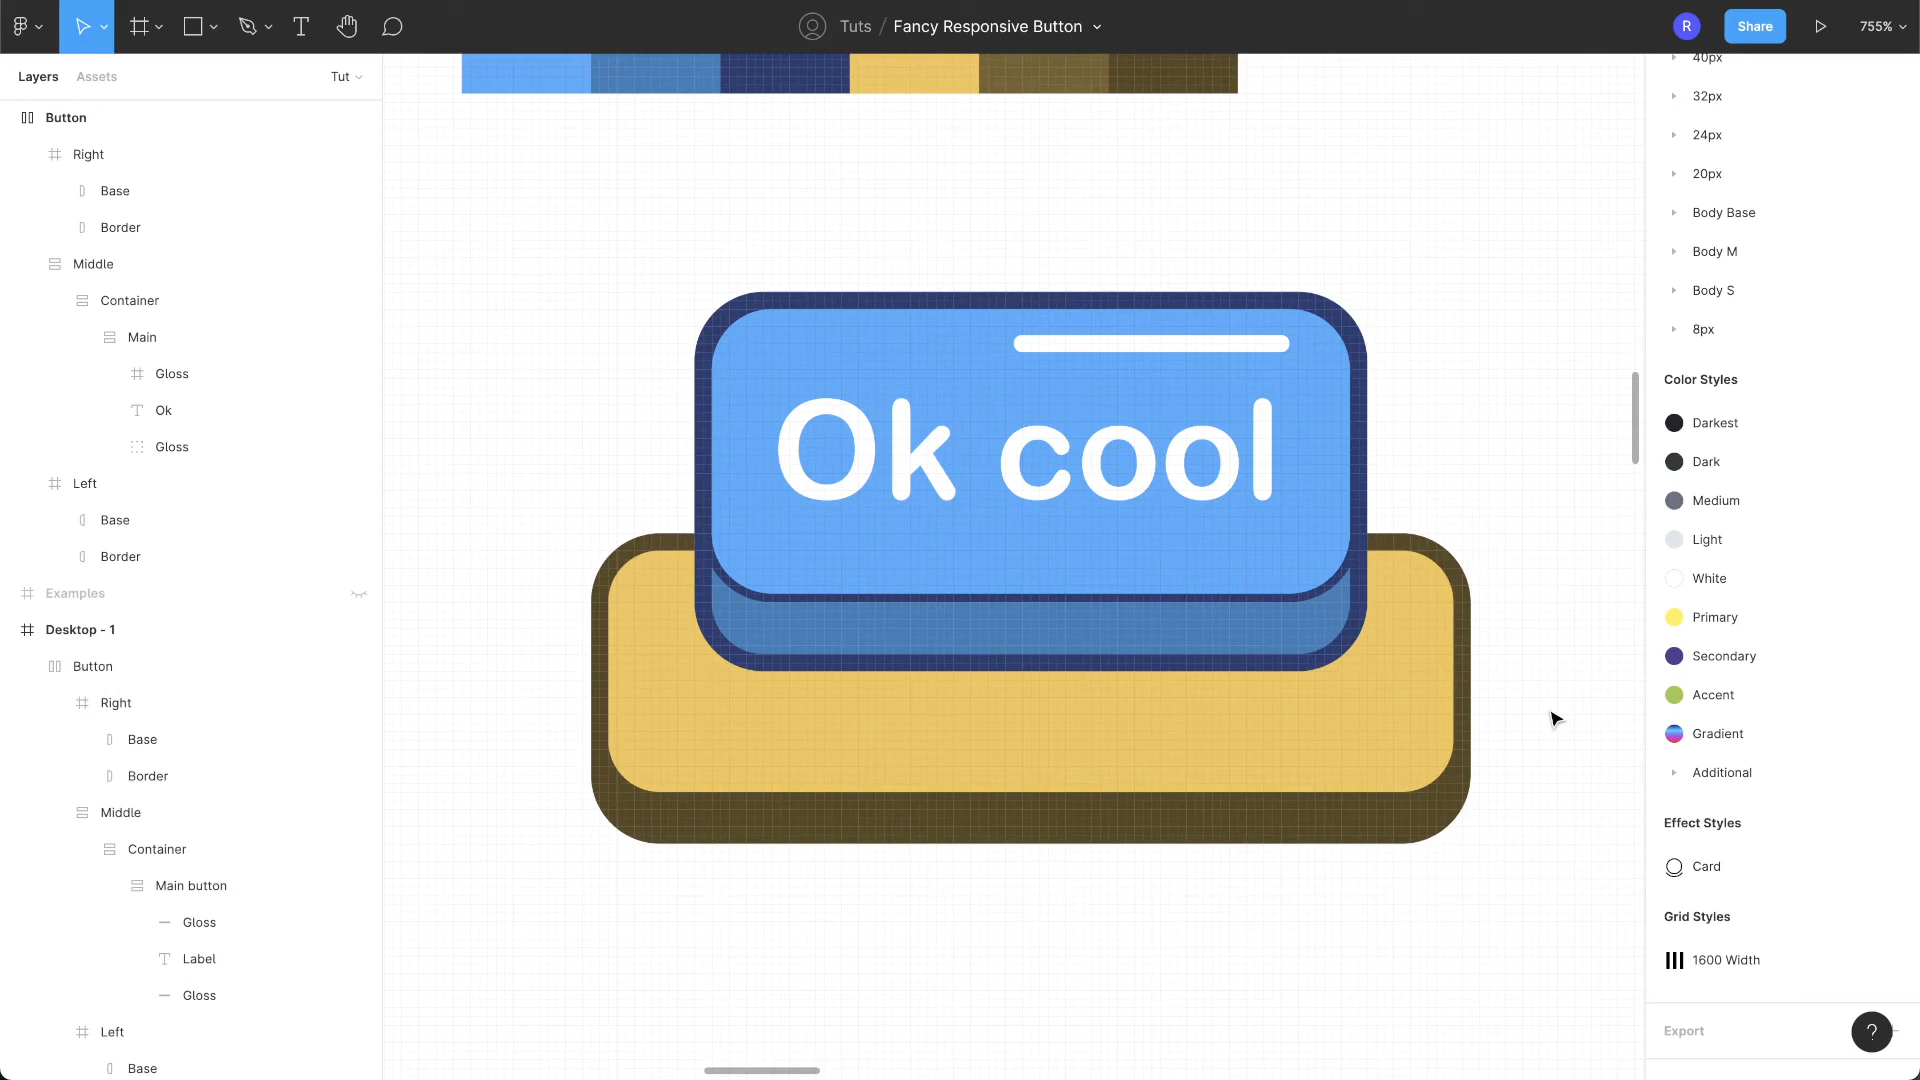 Tuts / Fancy Responsive Button
R
Share
755%
Layers
Assets
Tut
Button
Right
Base
Border
Middle
Container
Main
Gloss
Ok
Gloss
Left
Base
Border
Examples
Desktop - 1
Button
Right
Base
Border
Middle
Container
Main button
Gloss
Label
Gloss
Left
Base
Ok cool
40px
32px
24px
20px
Body Base
Body M
Body S
8px
Color Styles
Darkest
Dark
Medium
Light
White
Primary
Secondary
Accent
Gradient
Additional
Effect Styles
Card
Grid Styles
1600 Width
Export
?